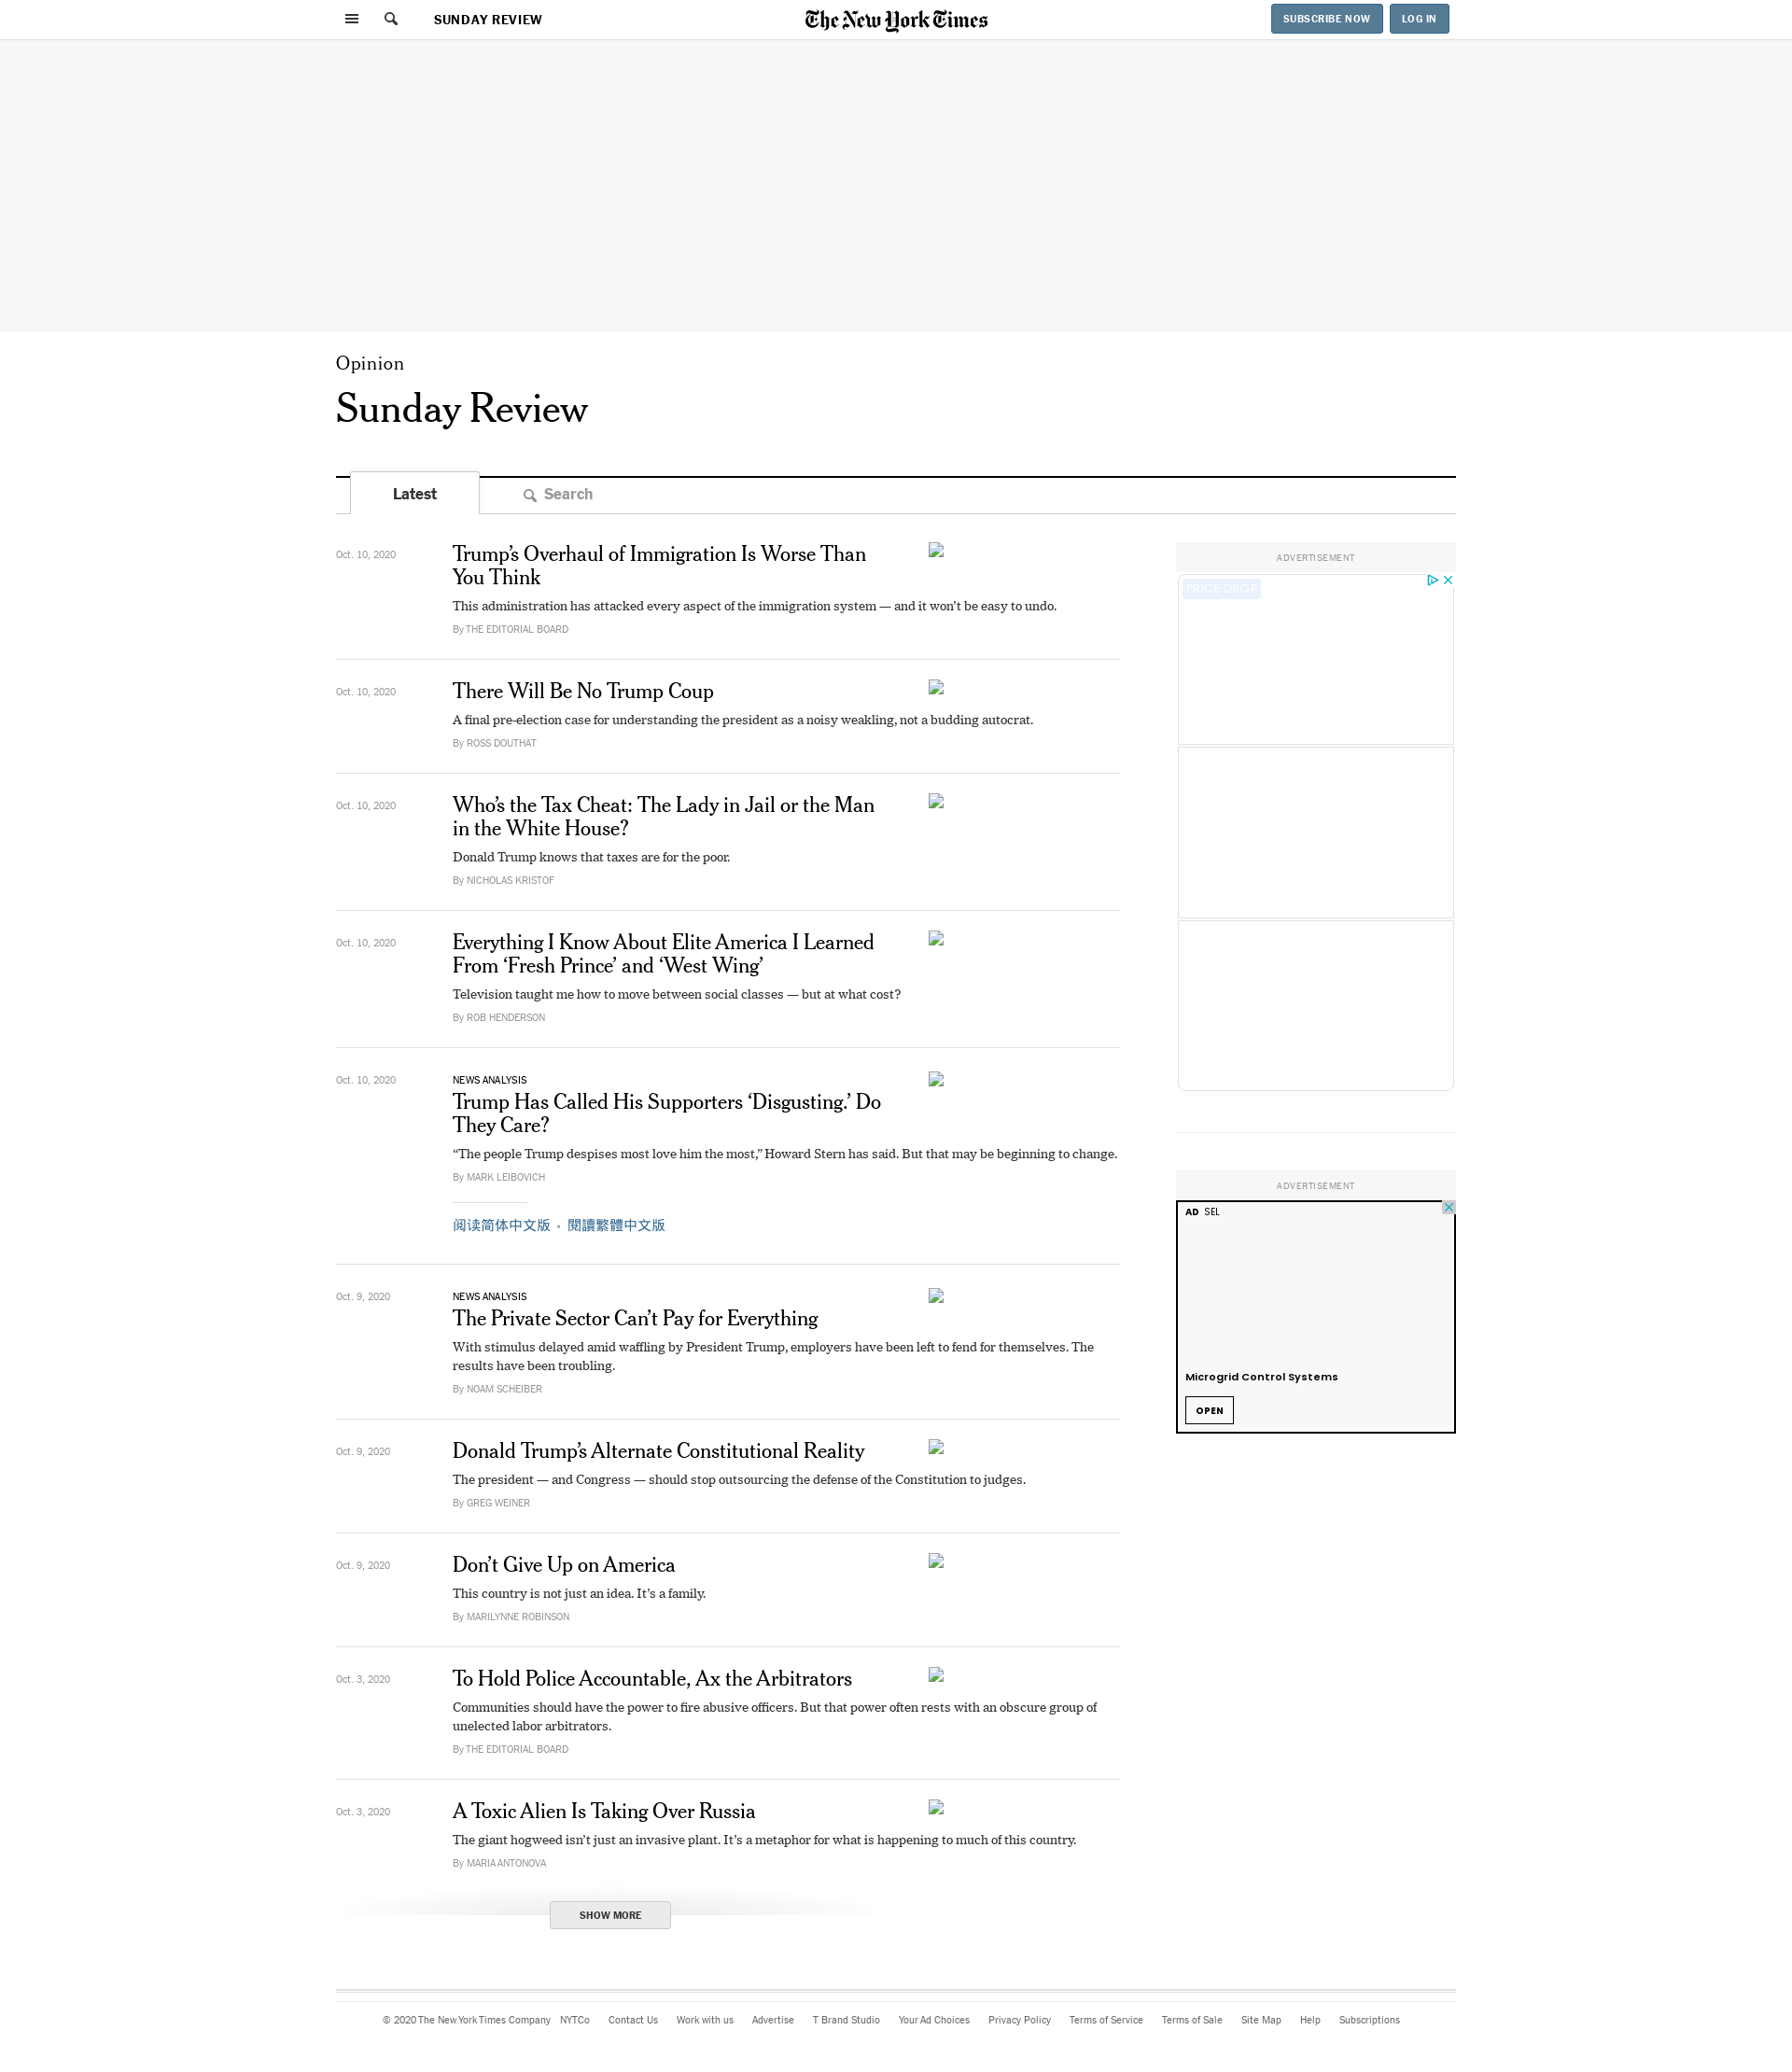 SUNDAY REVIEW
The New York Times
SUBSCRIBE NOW
LOG IN
Opinion
Sunday Review
Latest
Search
Oct. 10, 2020
Trump’s Overhaul of Immigration Is Worse Than
You Think
This administration has attacked every aspect of the immigration system — and it won’t be easy to undo.
By THE EDITORIAL BOARD
Oct. 10, 2020
There Will Be No Trump Coup
A final pre-election case for understanding the president as a noisy weakling, not a budding autocrat.
By ROSS DOUTHAT
Oct. 10, 2020
Who’s the Tax Cheat: The Lady in Jail or the Man
in the White House?
Donald Trump knows that taxes are for the poor.
By NICHOLAS KRISTOF
Oct. 10, 2020
Everything I Know About Elite America I Learned
From ‘Fresh Prince’ and ‘West Wing’
Television taught me how to move between social classes — but at what cost?
By ROB HENDERSON
Oct. 10, 2020
NEWS ANALYSIS
Trump Has Called His Supporters ‘Disgusting.’ Do
They Care?
“The people Trump despises most love him the most,” Howard Stern has said. But that may be beginning to change.
By MARK LEIBOVICH
阅读简体中文版 • 閱讀繁體中文版
Oct. 9, 2020
NEWS ANALYSIS
The Private Sector Can’t Pay for Everything
With stimulus delayed amid waffling by President Trump, employers have been left to fend for themselves. The
results have been troubling.
By NOAM SCHEIBER
Oct. 9, 2020
Donald Trump’s Alternate Constitutional Reality
The president — and Congress — should stop outsourcing the defense of the Constitution to judges.
By GREG WEINER
Oct. 9, 2020
Don’t Give Up on America
This country is not just an idea. It’s a family.
By MARILYNNE ROBINSON
Oct. 3, 2020
To Hold Police Accountable, Ax the Arbitrators
Communities should have the power to fire abusive officers. But that power often rests with an obscure group of
unelected labor arbitrators.
By THE EDITORIAL BOARD
Oct. 3, 2020
A Toxic Alien Is Taking Over Russia
The giant hogweed isn’t just an invasive plant. It’s a metaphor for what is happening to much of this country.
By MARIA ANTONOVA
SHOW MORE
ADVERTISEMENT
PRICE DROP
ADVERTISEMENT
AD SEL
Microgrid Control Systems
OPEN
© 2020 The New York Times Company NYTCo Contact Us Work with us Advertise T Brand Studio Your Ad Choices Privacy Policy Terms of Service Terms of Sale Site Map Help Subscriptions